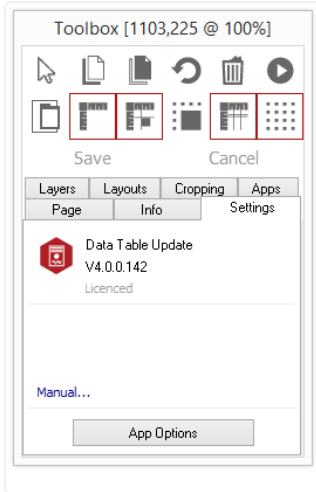 Toolbox [1103,225 @ 100%]
Save Cancel
Layers Layouts Cropping Apps
Page Info Settings
Data Table Update
V4.0.0.142
Licenced
Manual...
App Options